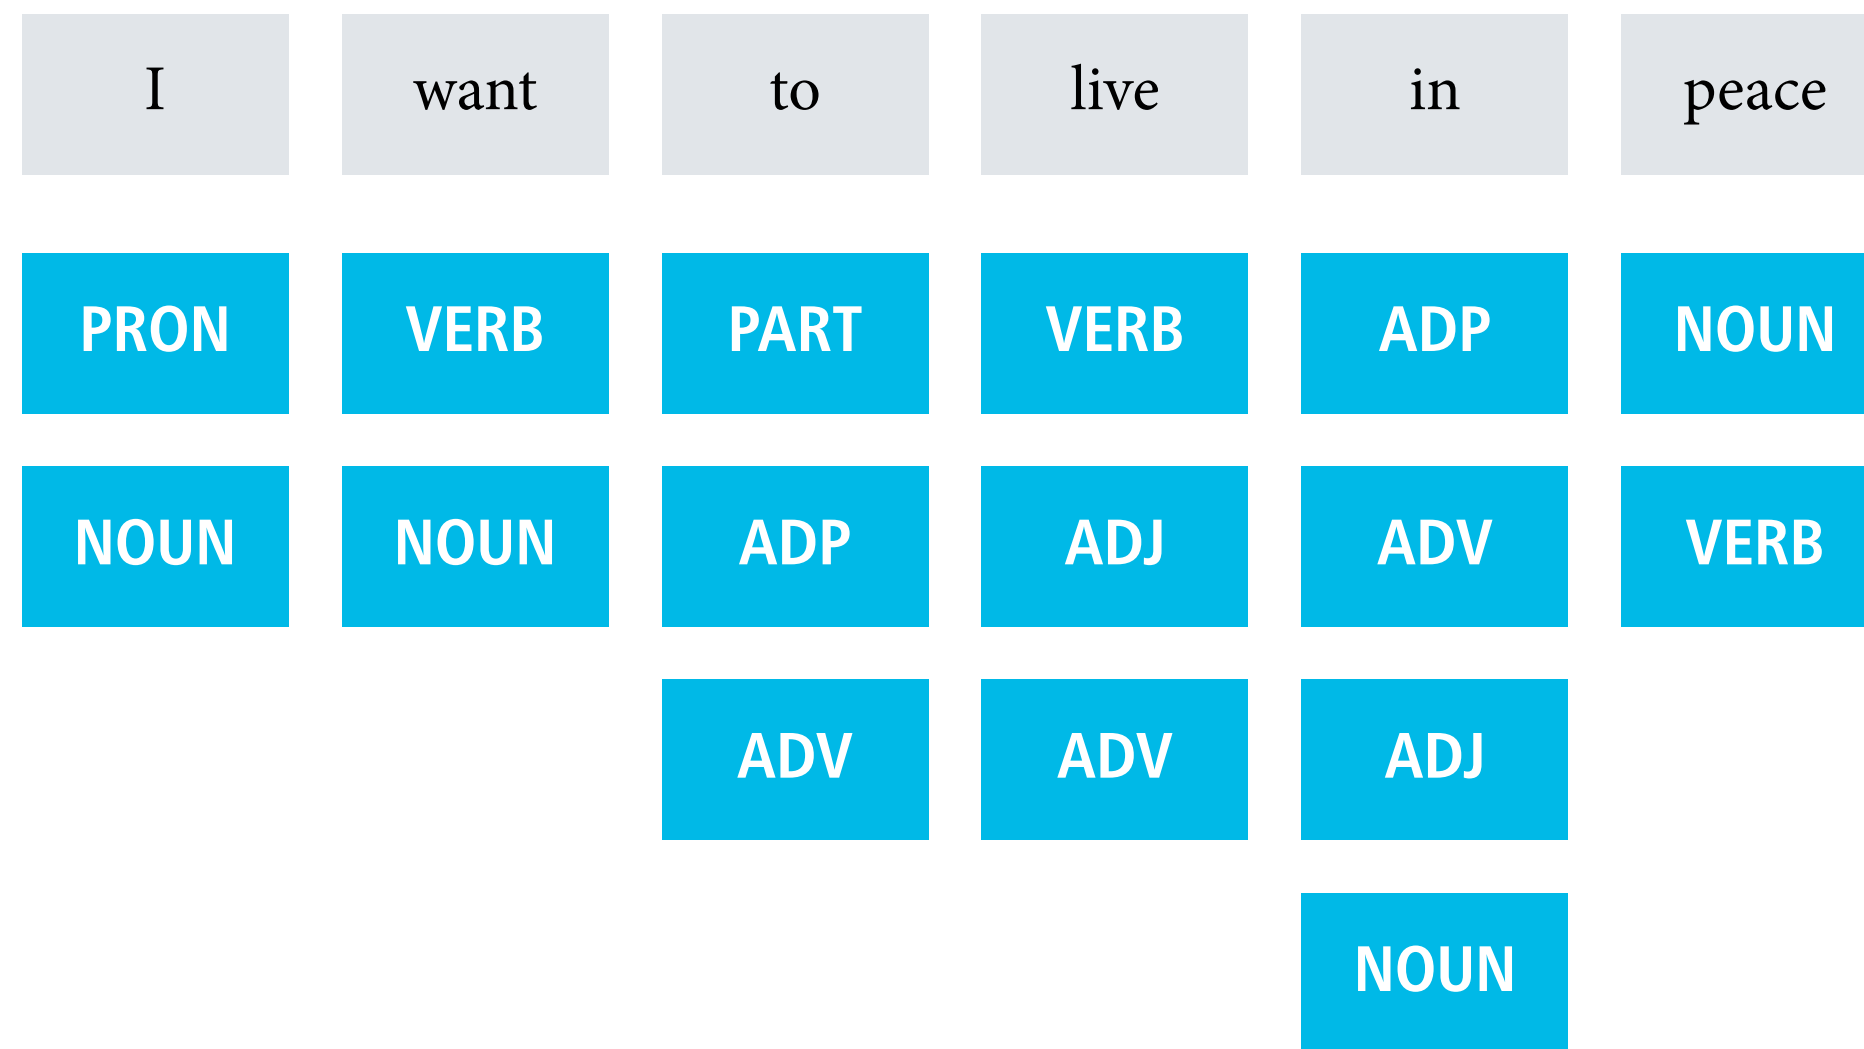 I want to live in peace
PRON VERB PART VERB ADP NOUN
NOUN NOUN ADP ADJ ADV VERB
ADV ADV ADJ
NOUN